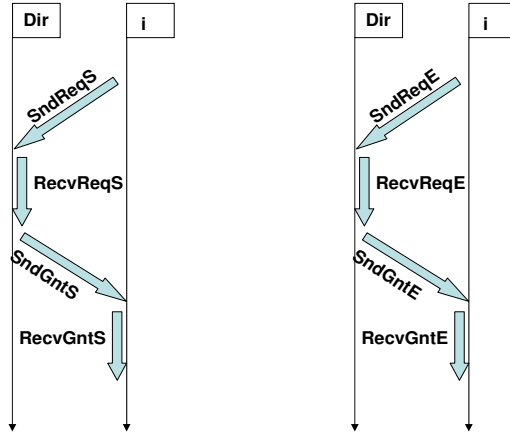 Dir
i
SndReqS
RecvReqS
SndGntS
RecvGntS
Dir
i
SndReqE
RecvReqE
SndGntE
RecvGntE